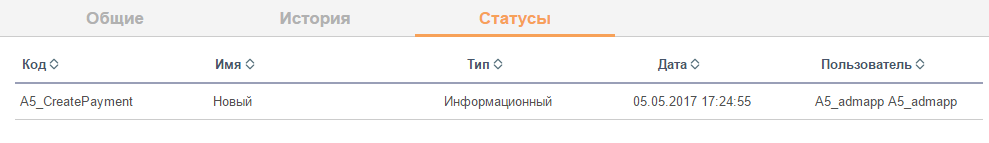 Общие История Статусы
Код Имя Тип Дата Пользователь
A5_CreatePayment Новый Информационный 05.05.2017 17:24:55 A5_admapp A5_admapp